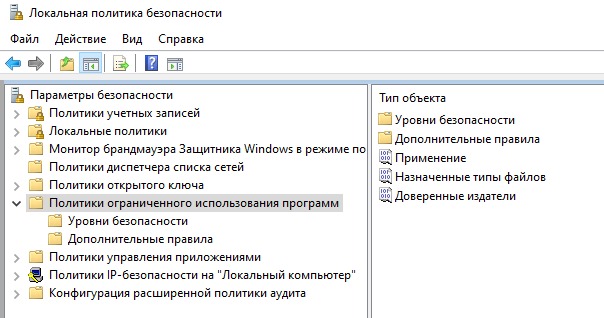 Локальная политика безопасности
Файл Действие Вид Справка
Параметры безопасности
Политики учетных записей
Локальные политики
Монитор брандмауэра Защитника Windows в режиме по
Политики диспетчера списка сетей
Политики открытого ключа
Политики ограниченного использования программ
Уровни безопасности
Дополнительные правила
Политики управления приложениями
Политики IP-безопасности на "Локальный компьютер"
Конфигурация расширенной политики аудита
Тип объекта
Уровни безопасности
Дополнительные правила
Применение
Назначенные типы файлов
Доверенные издатели